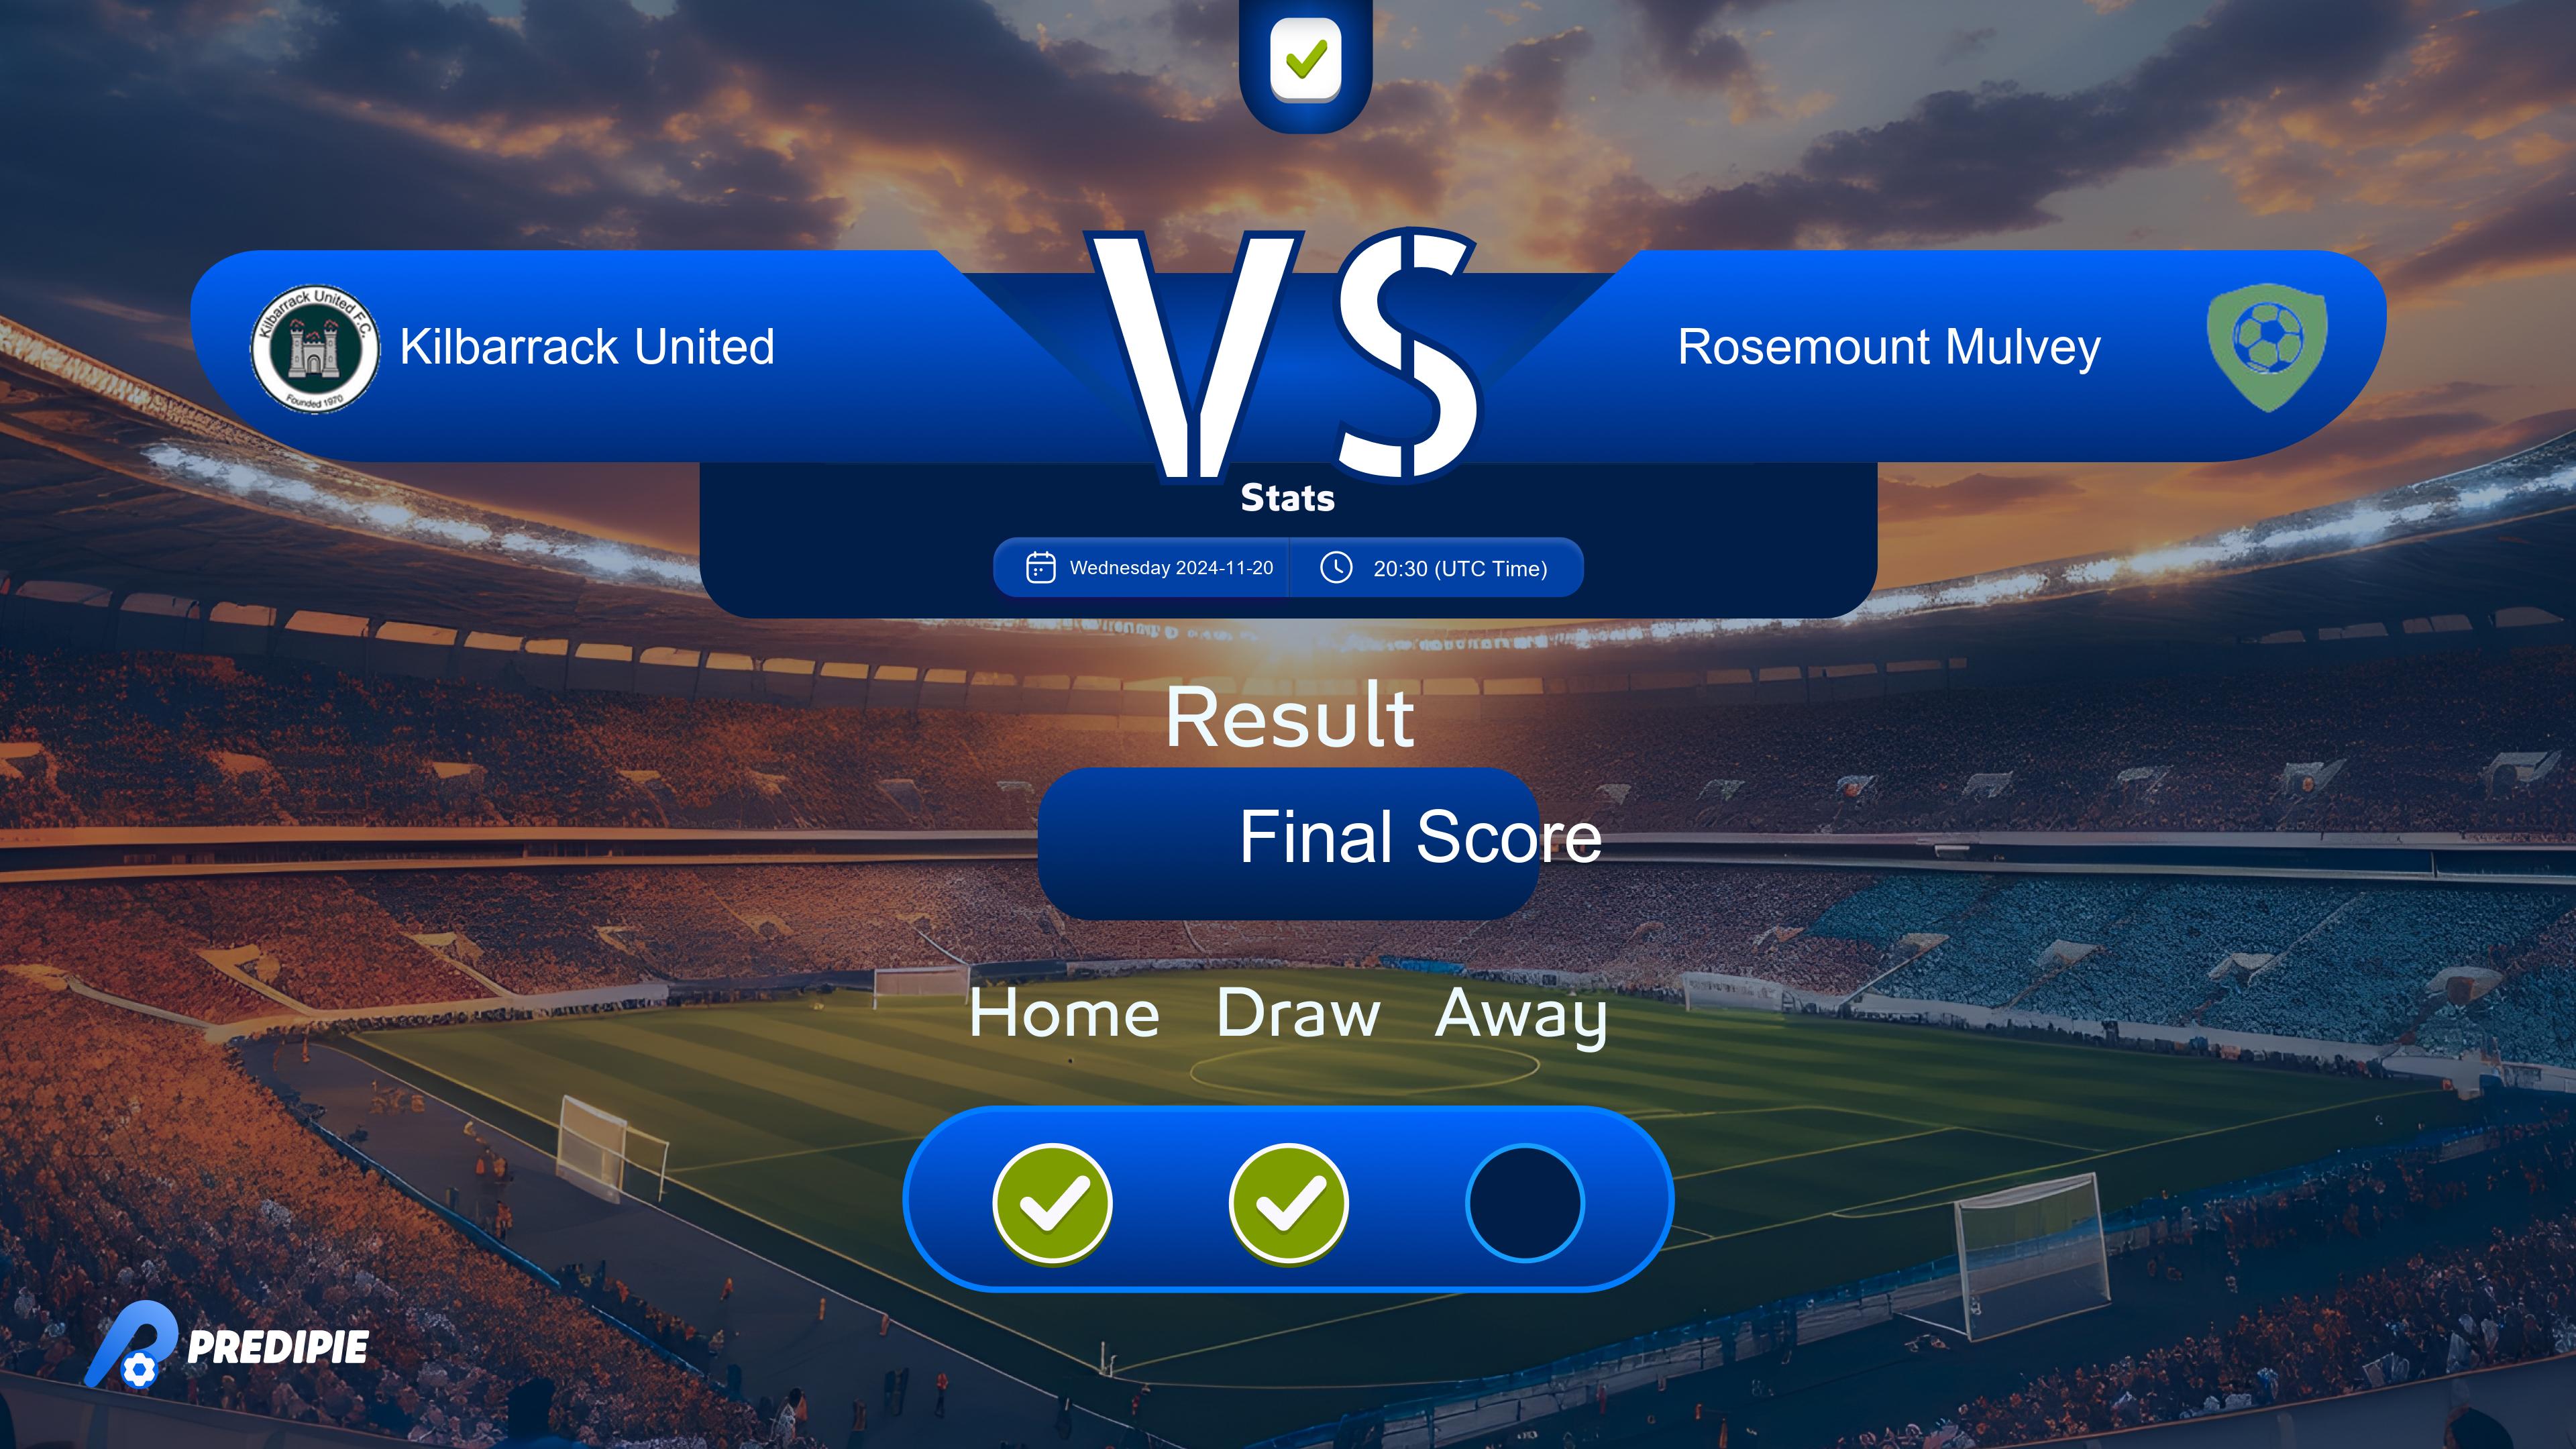 VS
Kilbarrack United F.C.
Founded 1970
Kilbarrack United
Rosemount Mulvey
Stats
Wednesday 2024-11-20
20:30 (UTC Time)
Result
Final Score
Home Draw Away
PREDIPIE